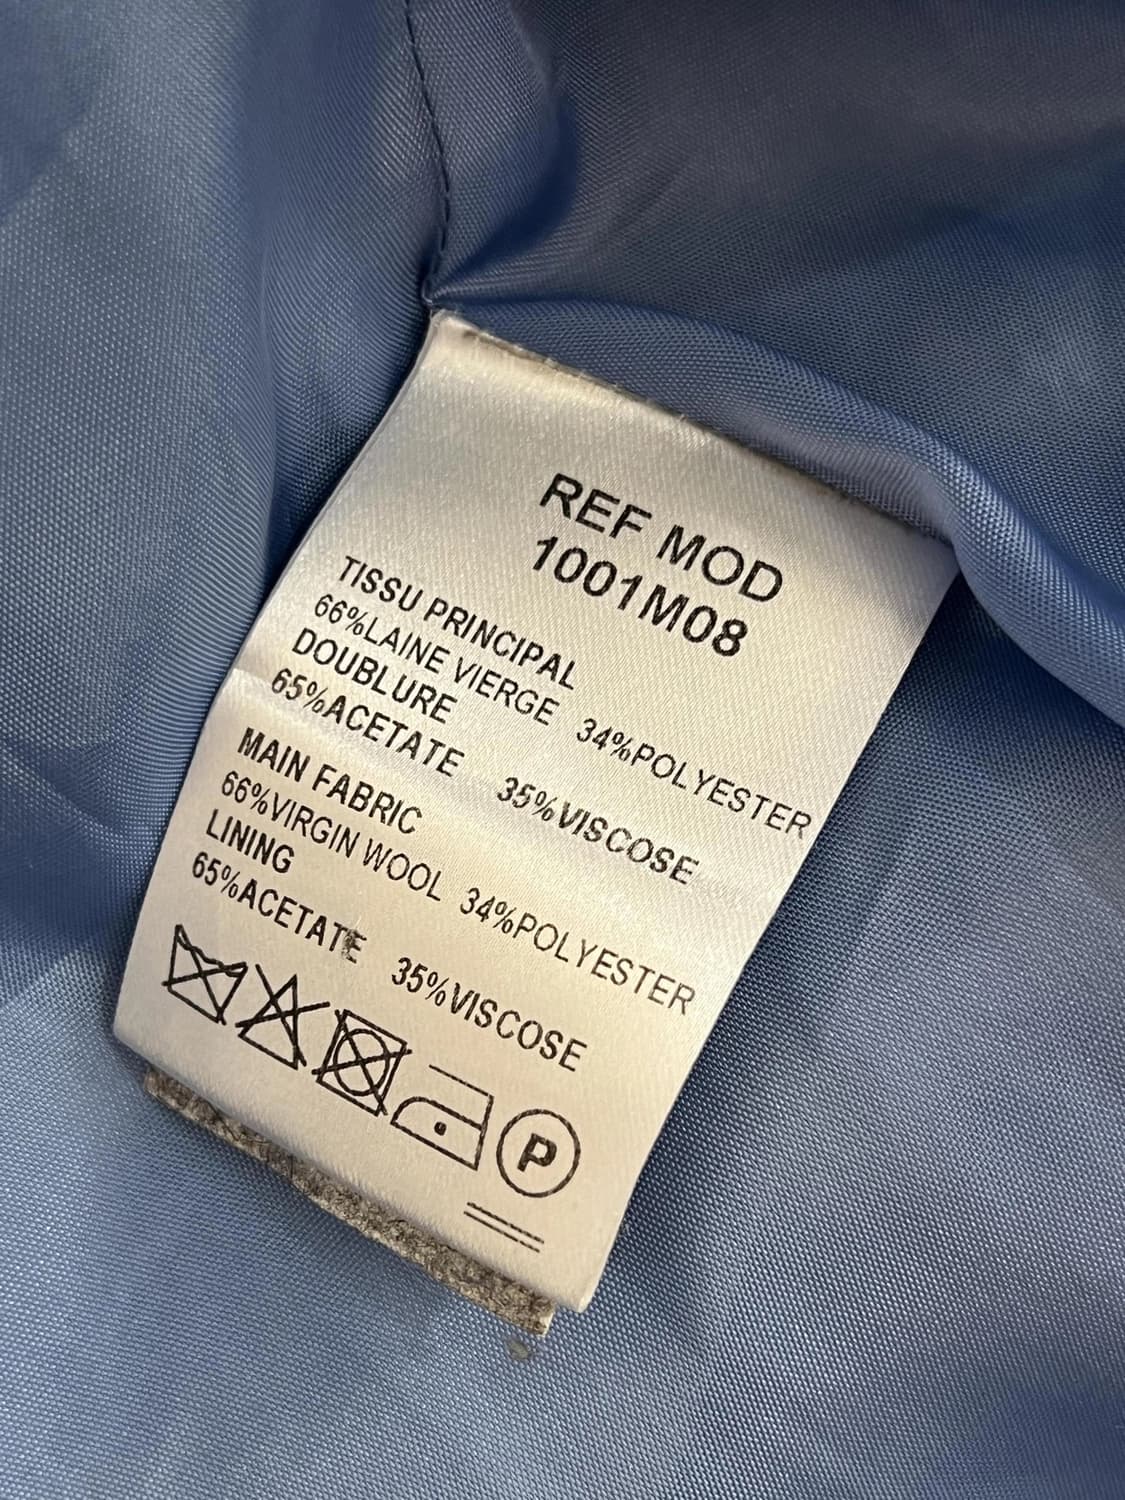 REF MOD
1001M08
TISSU PRINCIPAL
66%LAINE VIERGE 34%POLYESTER
DOUBLURE
65%ACETATE 35%VISCOSE
MAIN FABRIC
66%VIRGIN WOOL 34%POLYESTER
LINING
65%ACETATE 35%VISCOSE
P